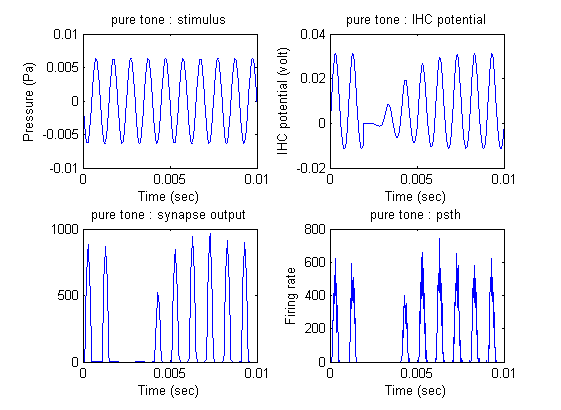 pure tone : stimulus
0.01
0.005
0
-0.005
-0.01
Pressure (Pa)
0
0.005
0.01
Time (sec)
pure tone : IHC potential
0.04
0.02
0
-0.02
IHC potential (volt)
0
0.005
0.01
Time (sec)
pure tone : synapse output
1000
500
0
0
0.005
0.01
Time (sec)
pure tone : psth
800
600
400
200
0
Firing rate
0
0.005
0.01
Time (sec)